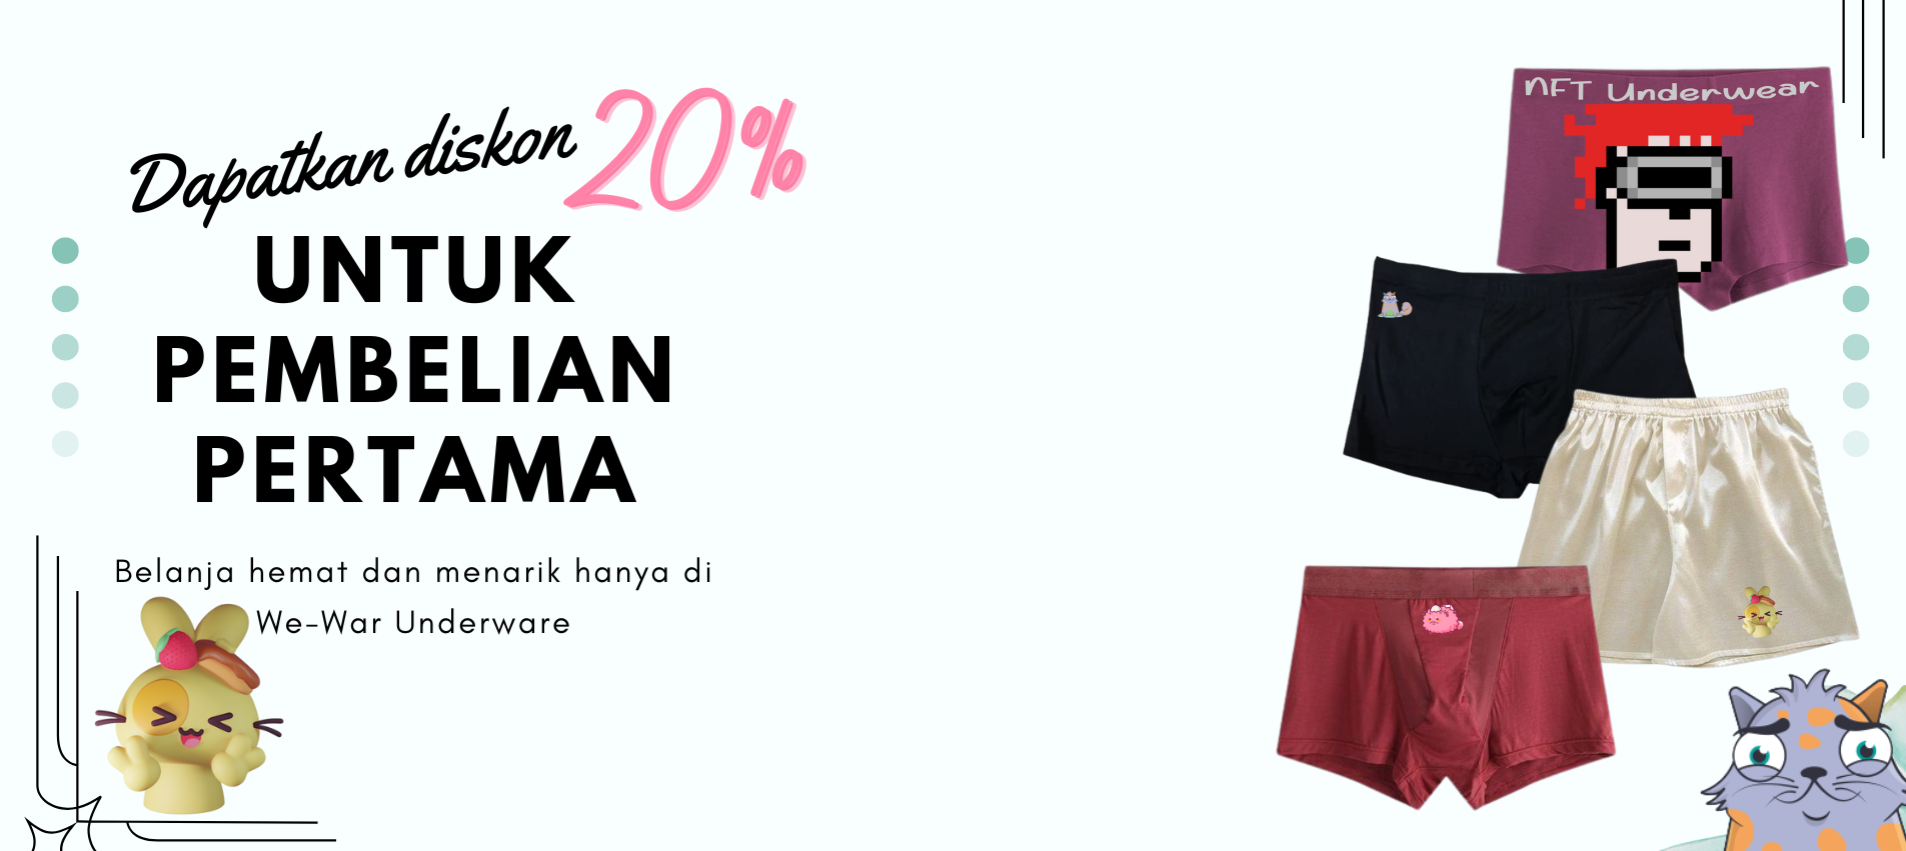 Dapatkan diskon 20%
UNTUK
PEMBELIAN
PERTAMA
Belanja hemat dan menarik hanya di
We-War Underware
NFT Underwear